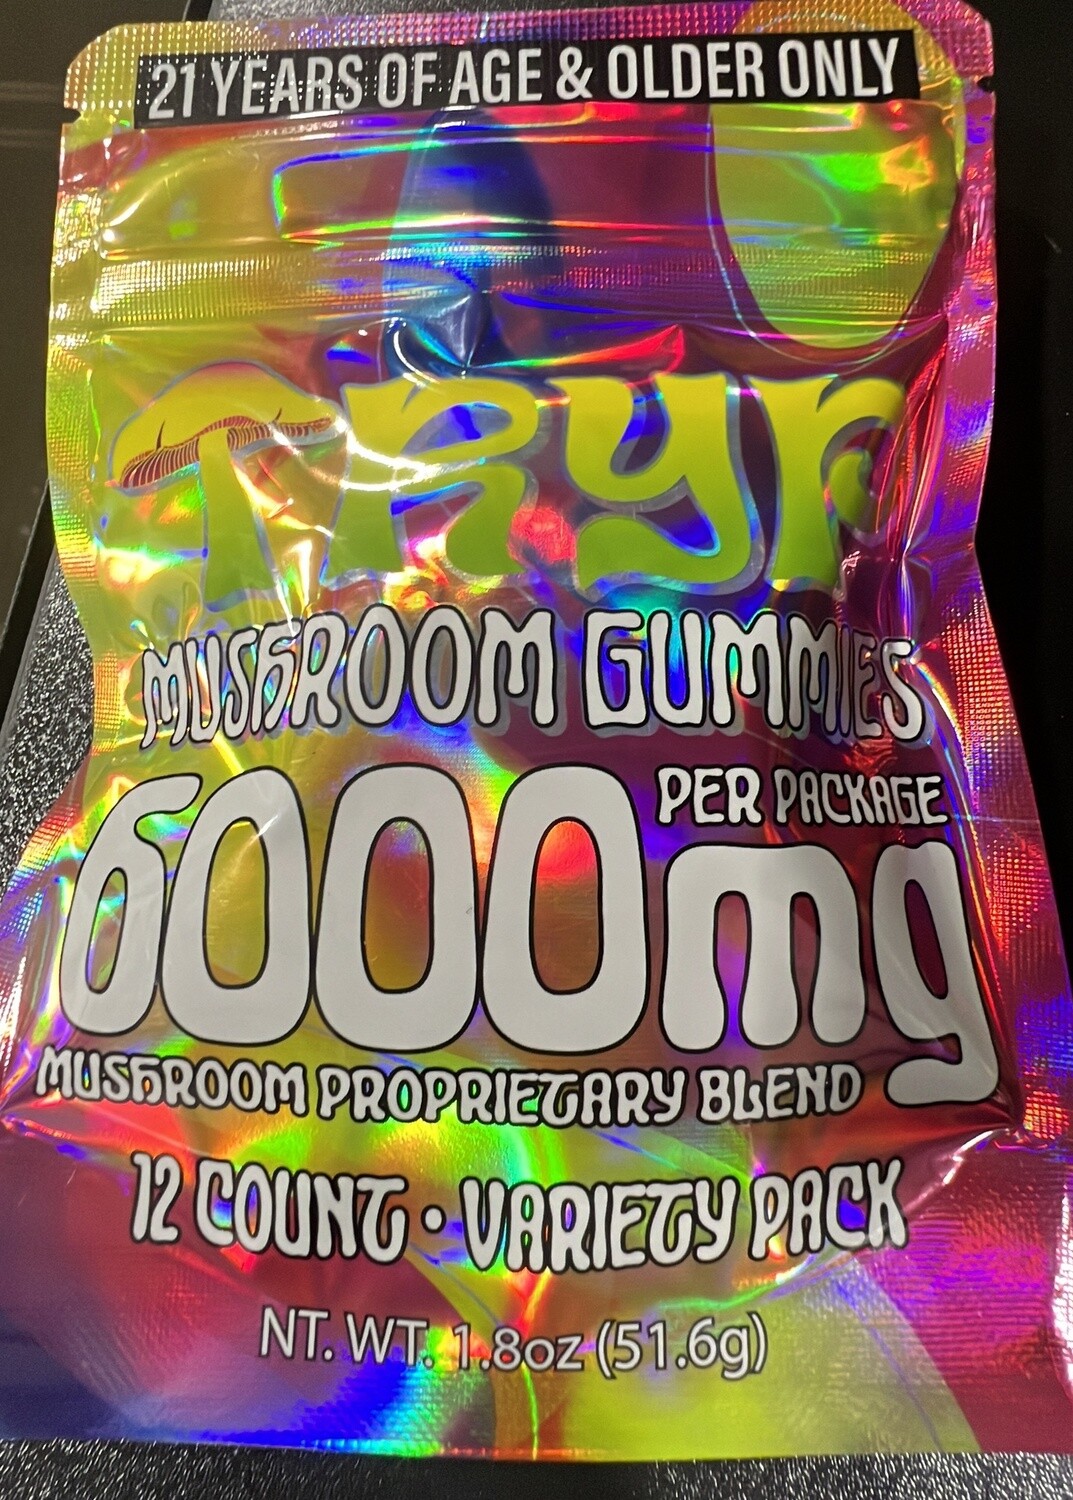 21 YEARS OF AGE & OLDER ONLY
TRYP
MUSHROOM GUMMIES
6000mg
PER PACKAGE
MUSHROOM PROPRIETARY BLEND
12 COUNT • VARIETY PACK
NT. WT. 1.8oz (51.6g)